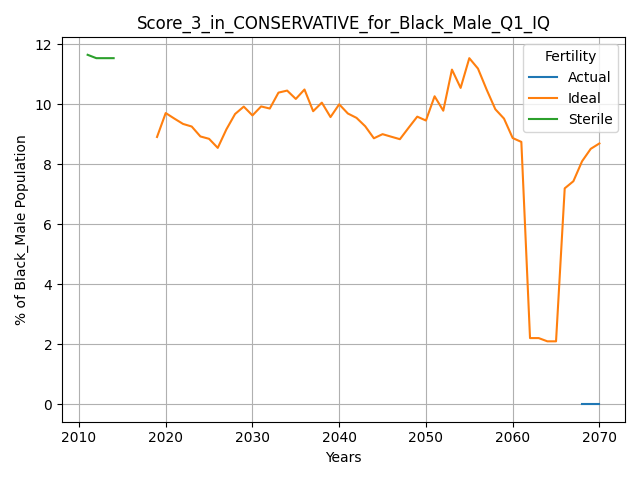 Score_3_in_CONSERVATIVE_for_Black_Male_Q1_IQ
% of Black_Male Population
12
10
8
6
4
2
0
Fertility
Actual
Ideal
Sterile
2010
2020
2030
2040
2050
2060
2070
Years